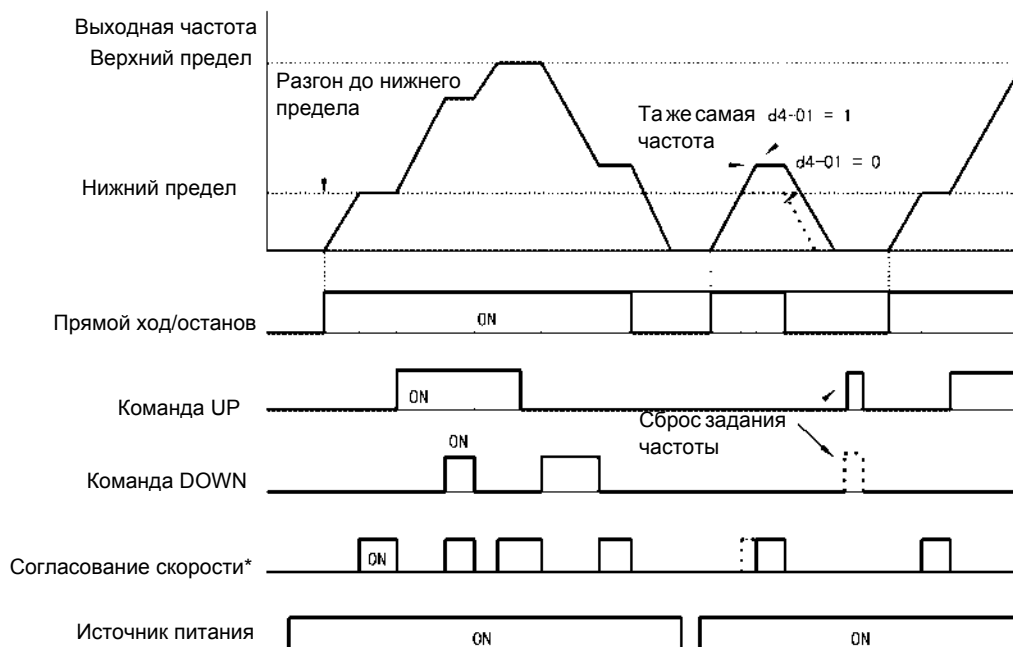 Выходная частота
Верхний предел
Разгон до нижнего
предела
Та же самая d4-01 = 1
частота
d4-01 = 0
Нижний предел
Прямой ход/останов
ON
Команда UP
ON
Сброс задания
частоты
Команда DOWN
ON
Согласование скорости*
ON
Источник питания
ON
ON